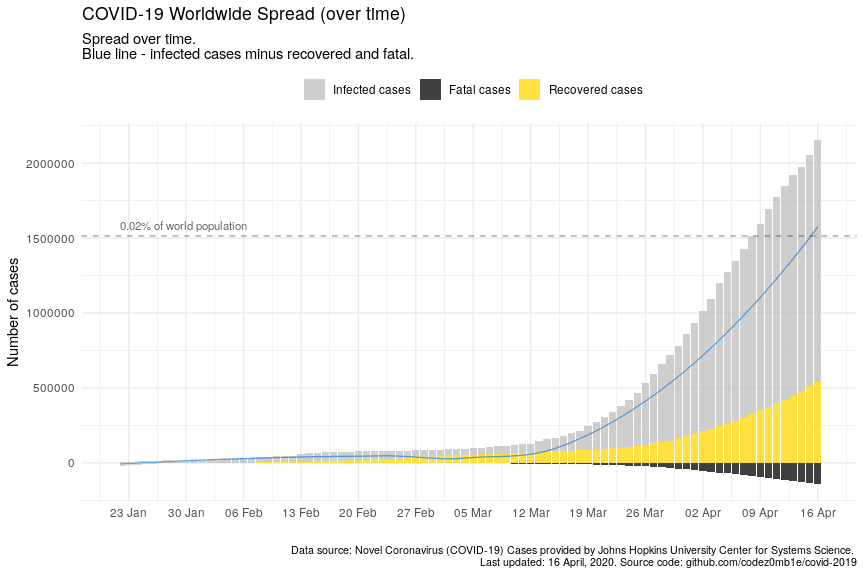 COVID-19 Worldwide Spread (over time)
Spread over time.
Blue line - infected cases minus recovered and fatal.
Infected cases Fatal cases Recovered cases
Number of cases
2000000
0.02% of world population
1500000
1000000
500000
0
23 Jan 30 Jan 06 Feb 13 Feb 20 Feb 27 Feb 05 Mar 12 Mar 19 Mar 26 Mar 02 Apr 09 Apr 16 Apr
Data source: Novel Coronavirus (COVID-19) Cases provided by Johns Hopkins University Center for Systems Science.
Last updated: 16 April, 2020. Source code: github.com/codez0mb1e/covid-2019